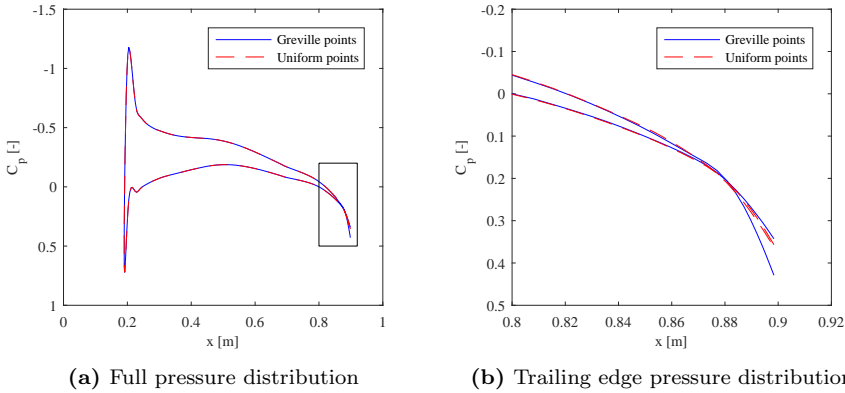 -1.5
-1
-0.5
0
0.5
1
C_p [-]
0
0.2
0.4
0.6
0.8
1
x [m]
Greville points
Uniform points
(a) Full pressure distribution
-0.2
-0.1
0
0.1
0.2
0.3
0.4
0.5
C_p [-]
0.8
0.82
0.84
0.86
0.88
0.9
0.92
x [m]
Greville points
Uniform points
(b) Trailing edge pressure distribution